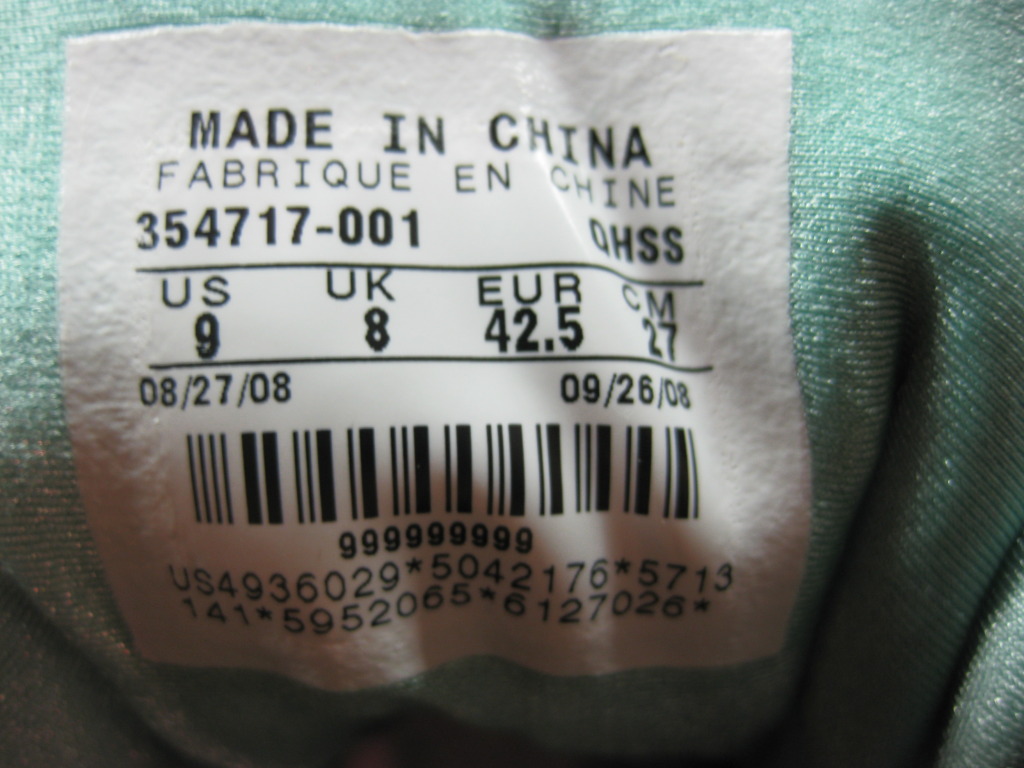 MADE IN CHINA
FABRIQUE EN CHINE
354717-001 QHSS
US UK EUR CM
9 8 42.5 27
08/27/08 09/26/08
999999999
US4936029*5042176*5713
141*5952065*6127026*